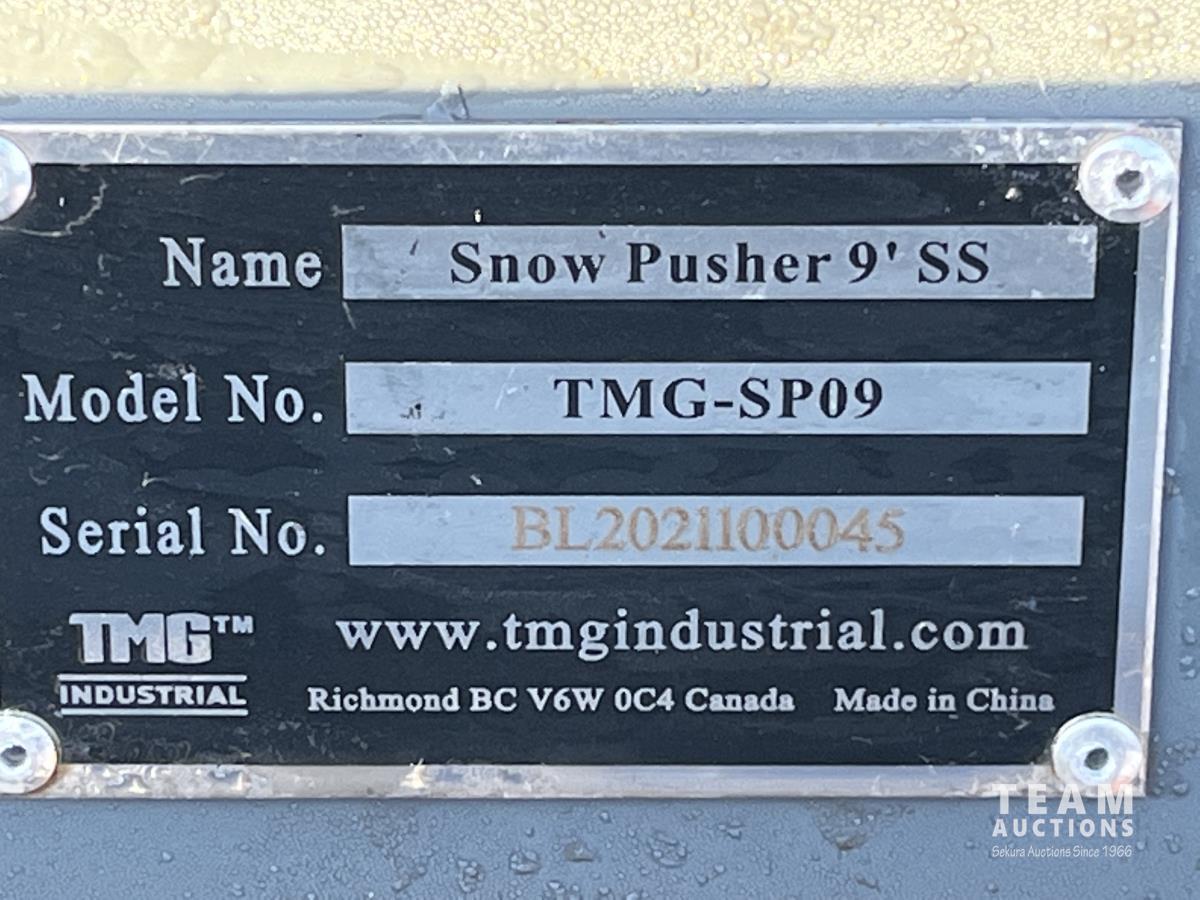 Name Snow Pusher 9' SS
Model No. TMG-SP09
Serial No. BL2021100045
TMG™ www.tmgindustrial.com
INDUSTRIAL Richmond BC V6W 0C4 Canada Made in China
TEAM
AUCTIONS
Sekura Auctions Since 1966